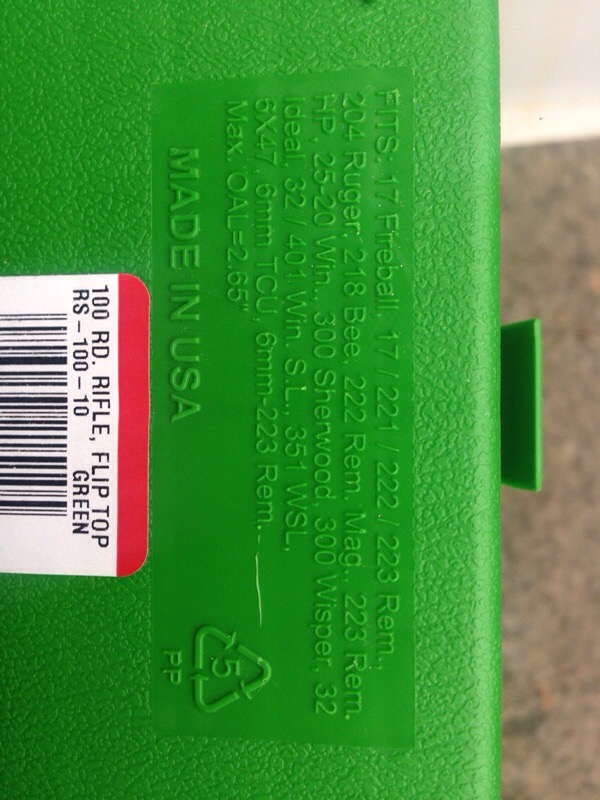 FITS: 17 Fireball, 17 / 221 / 222 / 223 Rem.,
204 Ruger, 218 Bee, 222 Rem. Mag., 223 Rem.
HP, 25-20 Win., 300 Sherwood, 300 Wisper, 32
Ideal, 32 / 401 Win. S.L., 351 WSL,
6X47, 6mm TCU, 6mm-223 Rem.
Max. OAL=2.65"
MADE IN USA
5
PP
100 RD. RIFLE, FLIP TOP
RS-100-10 GREEN